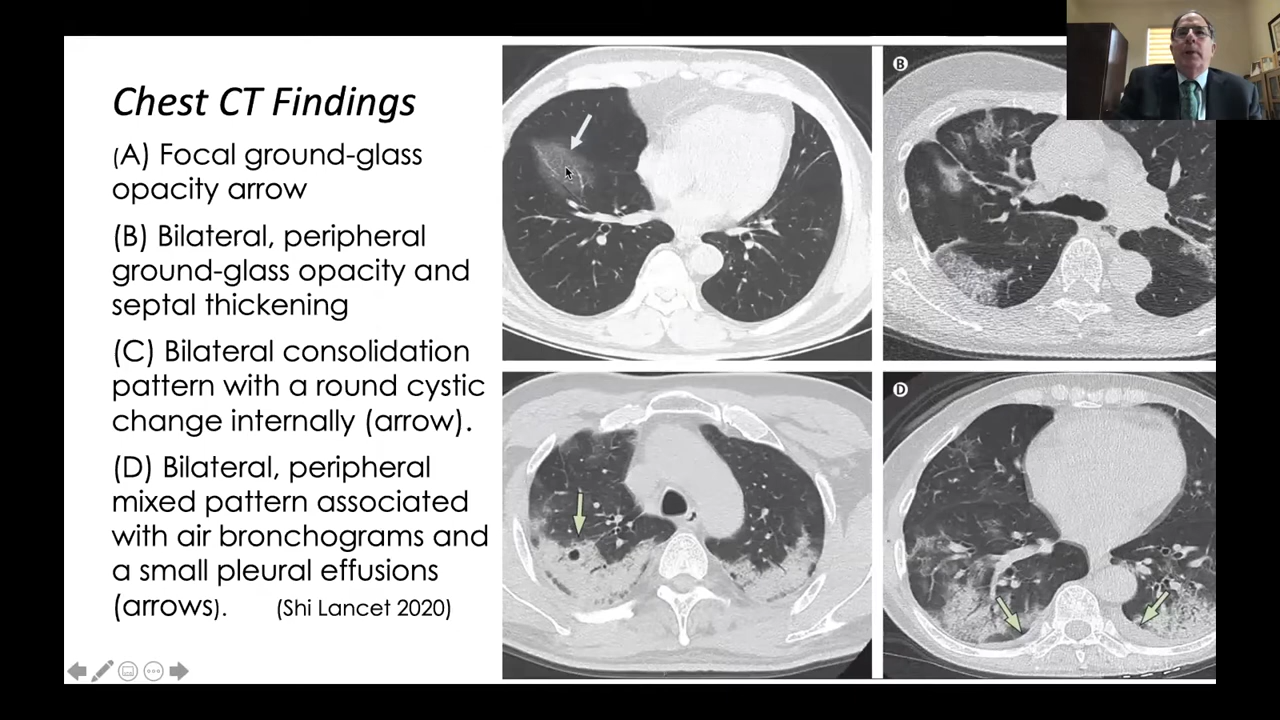 Chest CT Findings
(A) Focal ground-glass
opacity arrow
(B) Bilateral, peripheral
ground-glass opacity and
septal thickening
(C) Bilateral consolidation
pattern with a round cystic
change internally (arrow).
(D) Bilateral, peripheral
mixed pattern associated
with air bronchograms and
a small pleural effusions
(arrows). (Shi Lancet 2020)
B
D